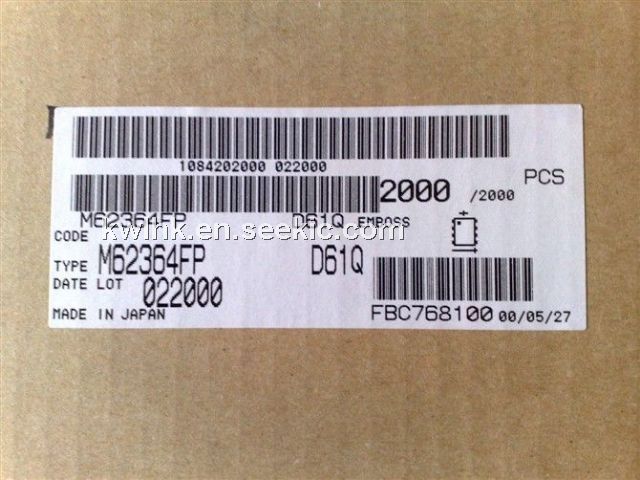 1084202000 022000
2000 /2000 PCS
M62364FP D61Q EMBOSS
CODE
kwink.en.seekic.com
TYPE M62364FP D61Q
DATE LOT 022000
MADE IN JAPAN FBC768100 00/05/27